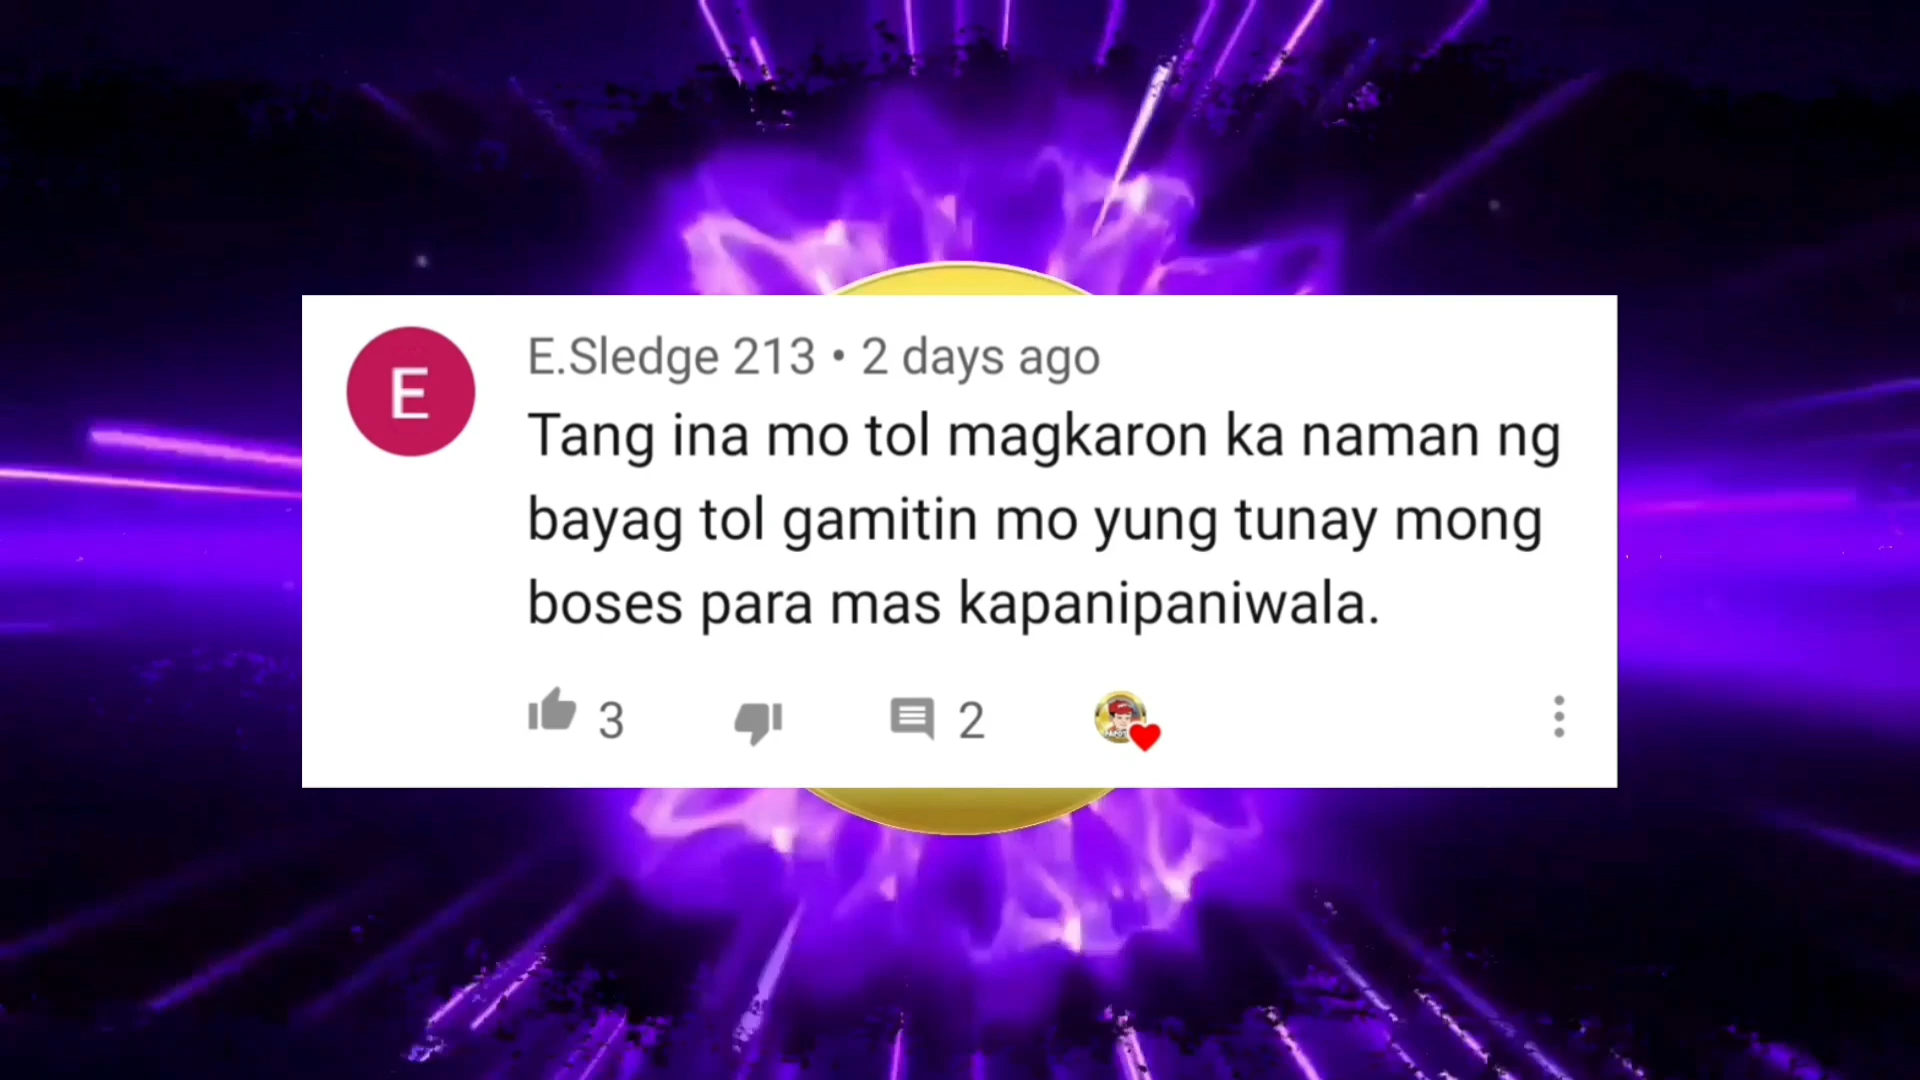 E
E.Sledge 213 • 2 days ago
Tang ina mo tol magkaron ka naman ng
bayag tol gamitin mo yung tunay mong
boses para mas kapanipaniwala.
3
2